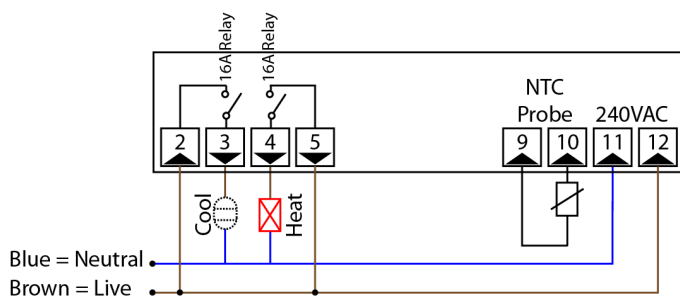 16A Relay
16A Relay
NTC
Probe
240VAC
2
3
4
5
9
10
11
12
Cool
Heat
Blue = Neutral
Brown = Live